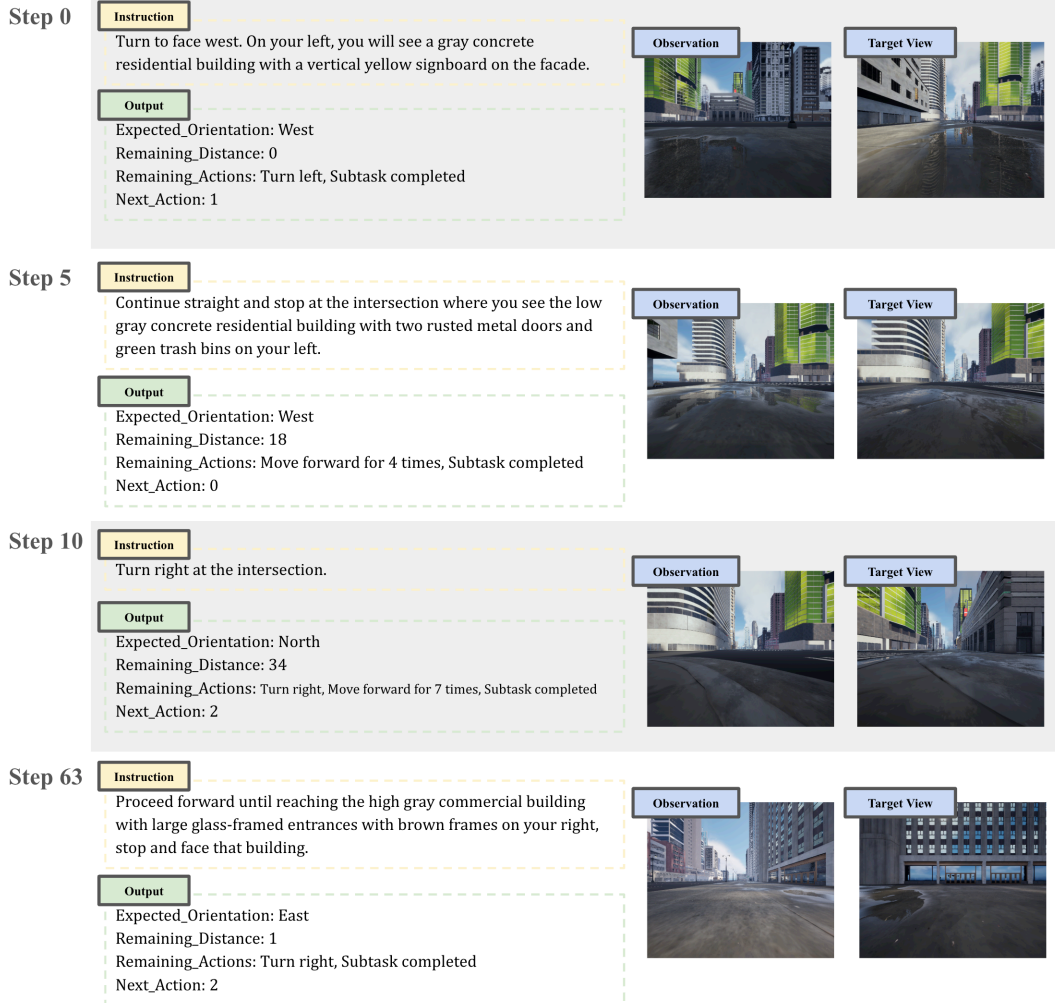 Step 0
Instruction
Turn to face west. On your left, you will see a gray concrete
residential building with a vertical yellow signboard on the facade.
Output
Expected_Orientation: West
Remaining_Distance: 0
Remaining_Actions: Turn left, Subtask completed
Next_Action: 1
Observation
Target View
Step 5
Instruction
Continue straight and stop at the intersection where you see the low
gray concrete residential building with two rusted metal doors and
green trash bins on your left.
Output
Expected_Orientation: West
Remaining_Distance: 18
Remaining_Actions: Move forward for 4 times, Subtask completed
Next_Action: 0
Observation
Target View
Step 10
Instruction
Turn right at the intersection.
Output
Expected_Orientation: North
Remaining_Distance: 34
Remaining_Actions: Turn right, Move forward for 7 times, Subtask completed
Next_Action: 2
Observation
Target View
Step 63
Instruction
Proceed forward until reaching the high gray commercial building
with large glass-framed entrances with brown frames on your right,
stop and face that building.
Output
Expected_Orientation: East
Remaining_Distance: 1
Remaining_Actions: Turn right, Subtask completed
Next_Action: 2
Observation
Target View